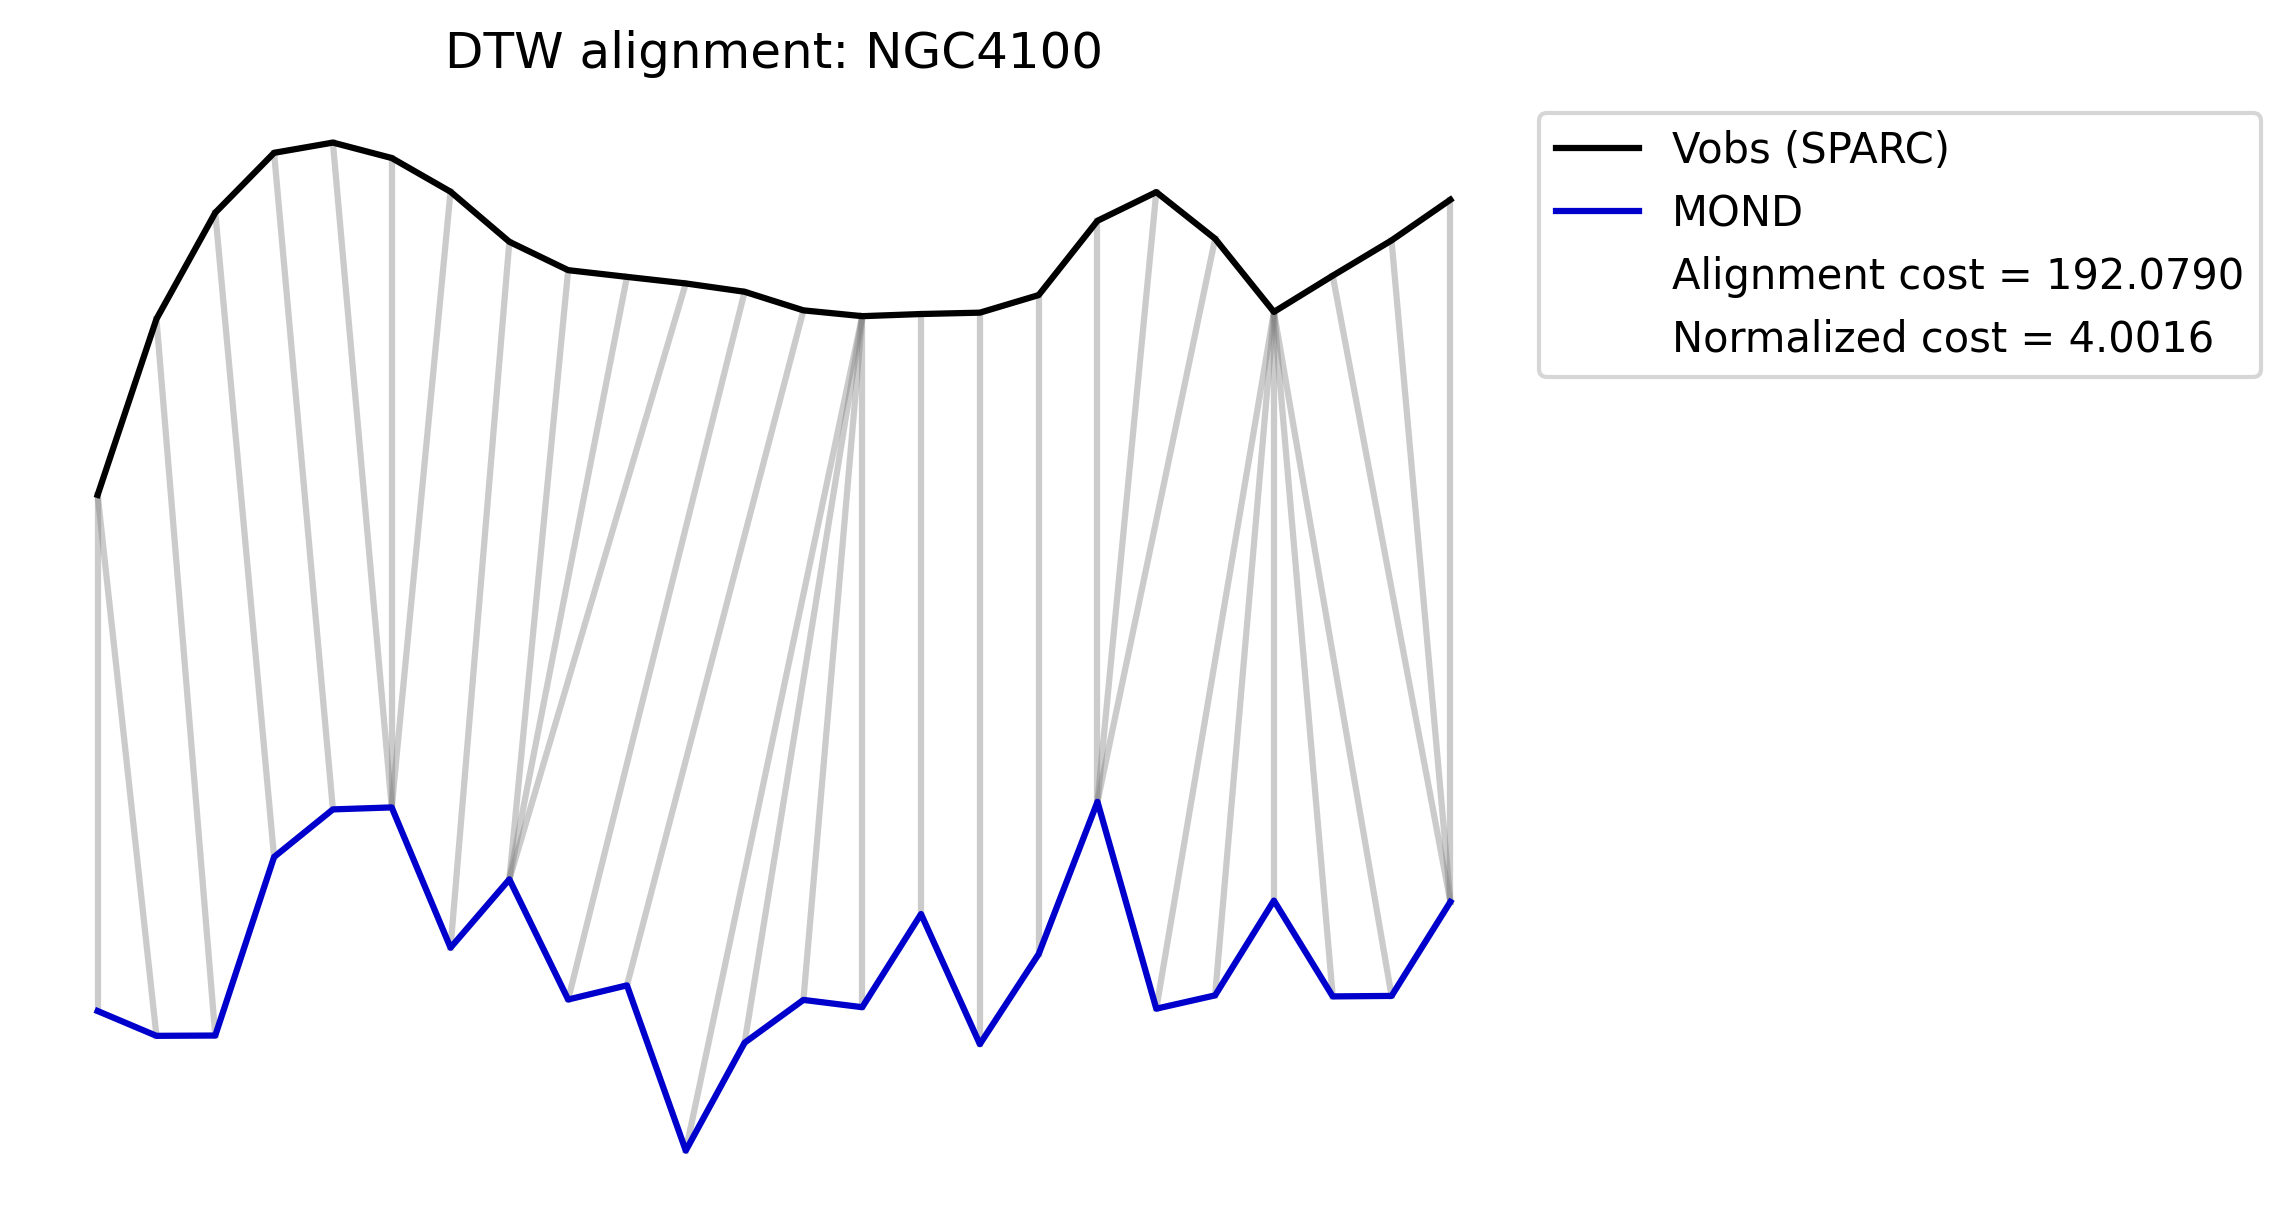 DTW alignment: NGC4100
Vobs (SPARC)
MOND
Alignment cost = 192.0790
Normalized cost = 4.0016